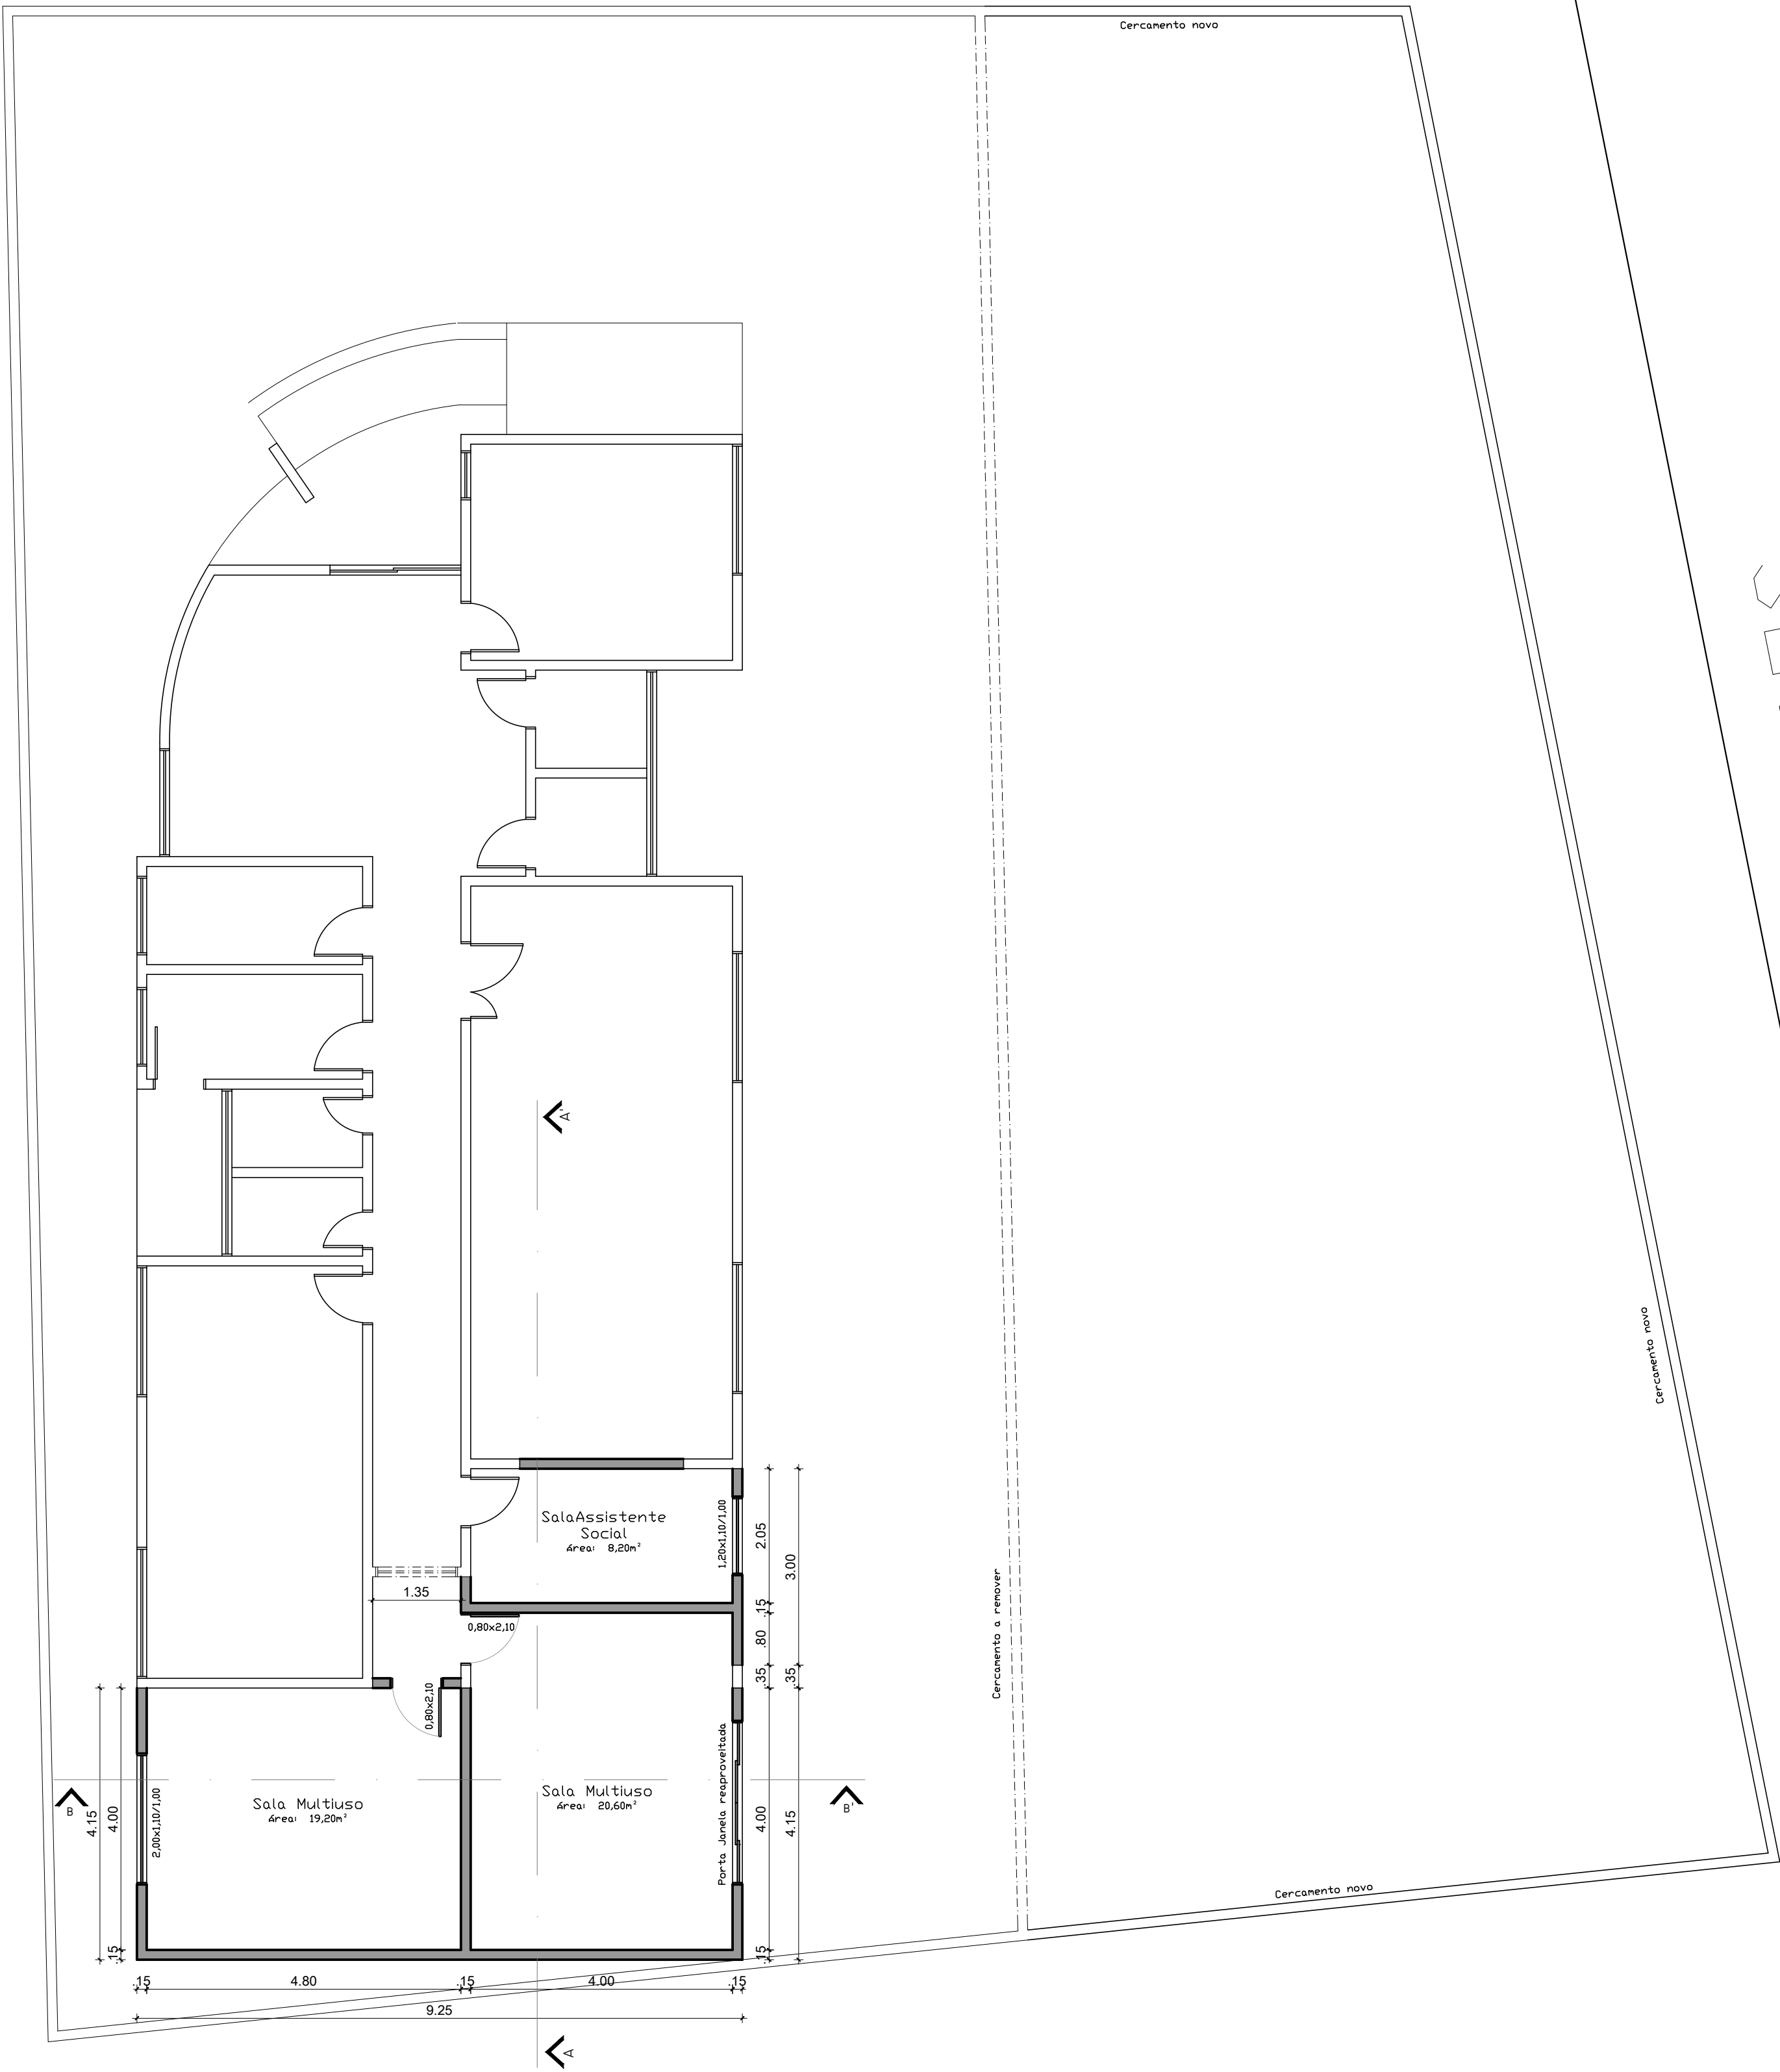 Cercamento novo
A'
Cercamento novo
SalaAssistente
Social
Área: 8,20m²
1,20x1,10/1,00
2.05
3.00
1.35
.15
0,80x2,10
.80
Cercamento a remover
.35
.35
0,80x2,10
Porta Janela reaproveitada
B
B'
Sala Multiuso
Área: 19,20m²
Sala Multiuso
Área: 20,60m²
4.15
4.00
2,00x1,10/1,00
4.00
4.15
Cercamento novo
.15
.15
.15
4.80
.15
4.00
.15
9.25
A